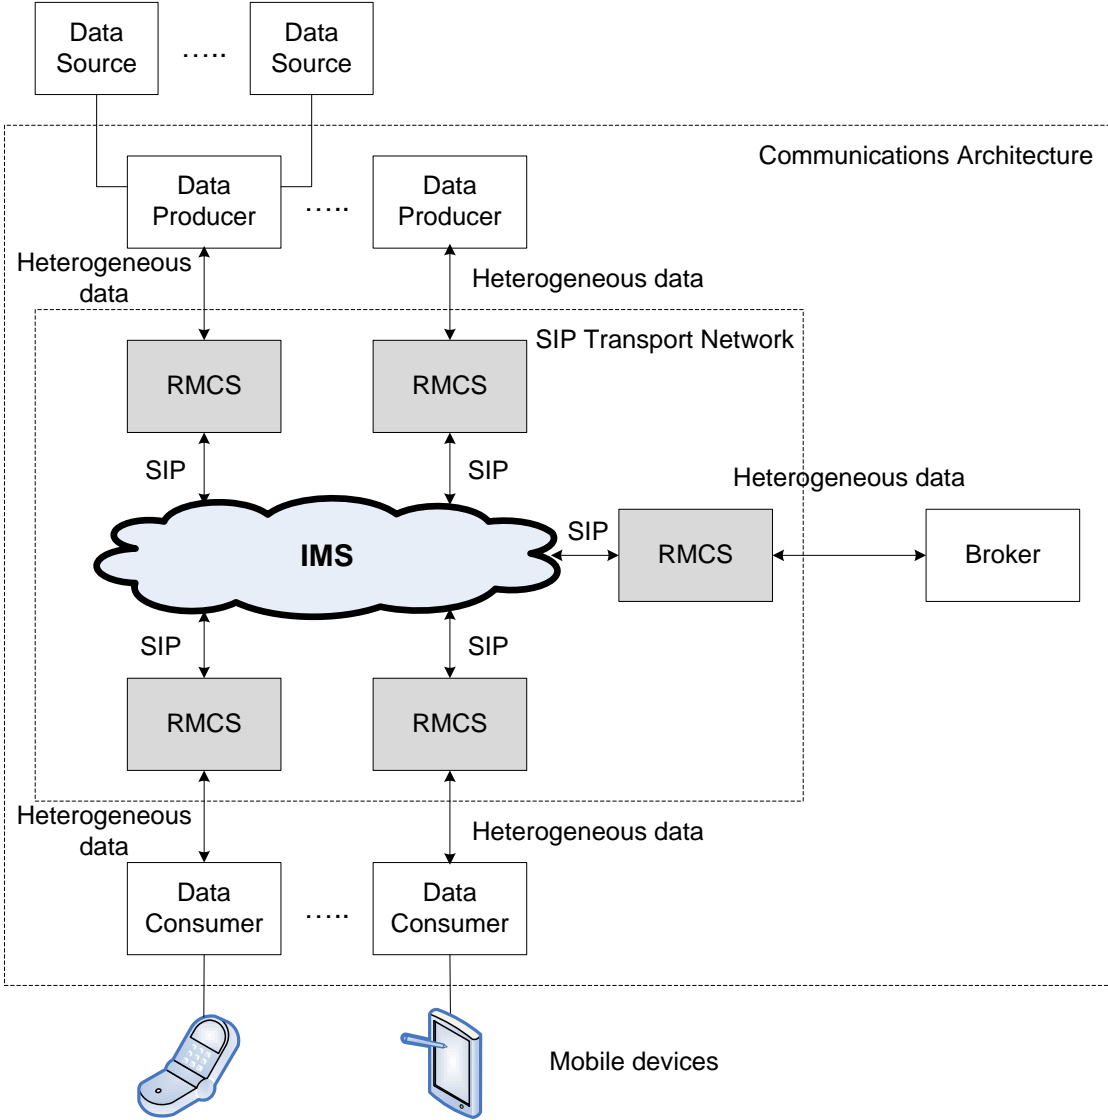 Data
Source
.....
Data
Source
Communications Architecture
Data
Producer
.....
Data
Producer
Heterogeneous
data
Heterogeneous data
SIP Transport Network
RMCS
RMCS
SIP
SIP
Heterogeneous data
IMS
SIP
RMCS
Broker
SIP
SIP
RMCS
RMCS
Heterogeneous
data
Heterogeneous data
Data
Consumer
.....
Data
Consumer
Mobile devices